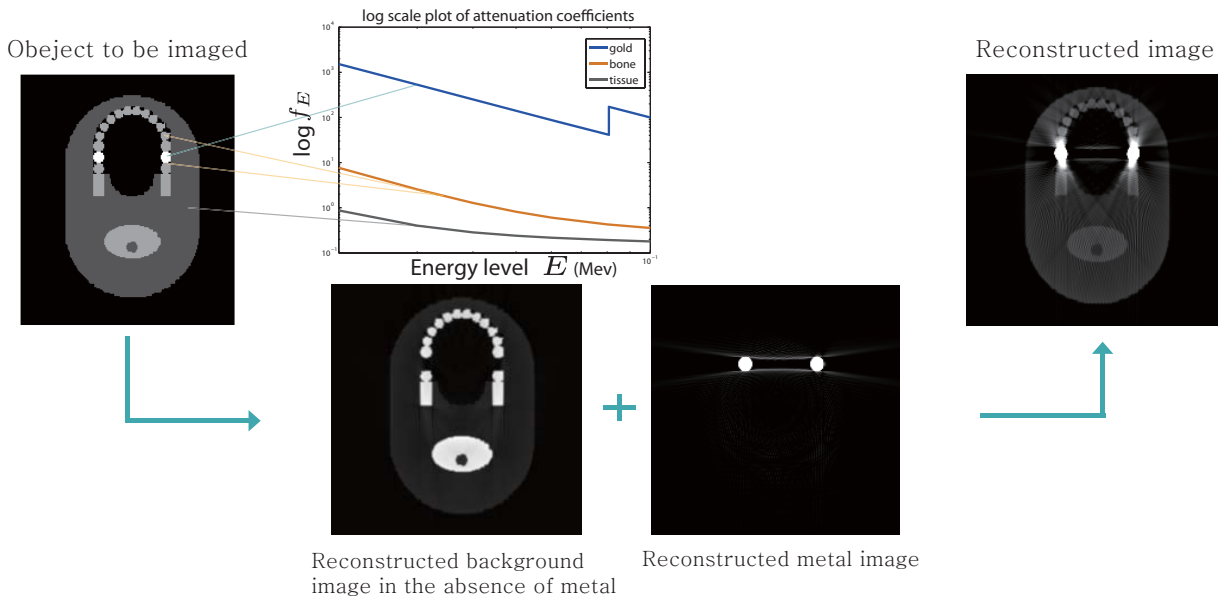 Obeject to be imaged
log scale plot of attenuation coefficients
10^4
10^3
10^2
10^1
10^0
10^-1
log f_E
gold
bone
tissue
10^-1
Energy level E (Mev)
Reconstructed image
+
Reconstructed background
image in the absence of metal
Reconstructed metal image